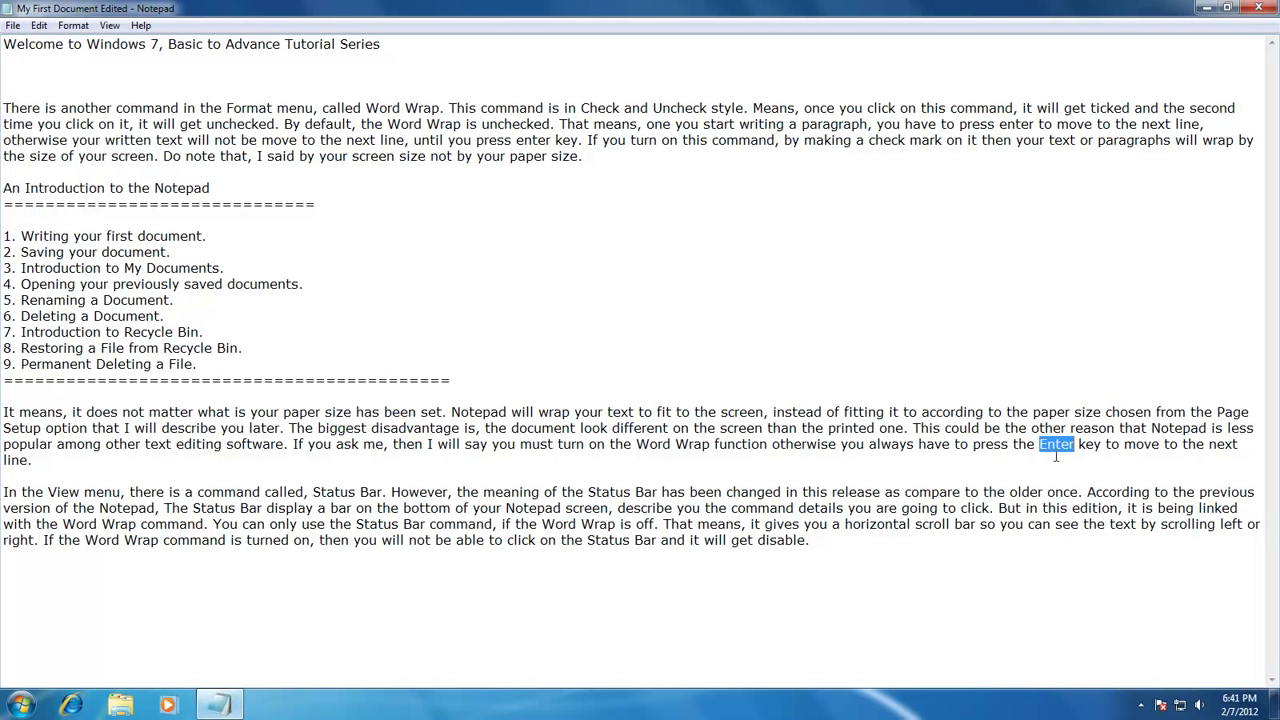 My First Document Edited - Notepad
File Edit Format View Help
Welcome to Windows 7, Basic to Advance Tutorial Series
There is another command in the Format menu, called Word Wrap. This command is in Check and Uncheck style. Means, once you click on this command, it will get ticked and the second
time you click on it, it will get unchecked. By default, the Word Wrap is unchecked. That means, one you start writing a paragraph, you have to press enter to move to the next line,
otherwise your written text will not be move to the next line, until you press enter key. If you turn on this command, by making a check mark on it then your text or paragraphs will wrap by
the size of your screen. Do note that, I said by your screen size not by your paper size.
An Introduction to the Notepad
==============================
1. Writing your first document.
2. Saving your document.
3. Introduction to My Documents.
4. Opening your previously saved documents.
5. Renaming a Document.
6. Deleting a Document.
7. Introduction to Recycle Bin.
8. Restoring a File from Recycle Bin.
9. Permanent Deleting a File.
===========================================
It means, it does not matter what is your paper size has been set. Notepad will wrap your text to fit to the screen, instead of fitting it to according to the paper size chosen from the Page
Setup option that I will describe you later. The biggest disadvantage is, the document look different on the screen than the printed one. This could be the other reason that Notepad is less
popular among other text editing software. If you ask me, then I will say you must turn on the Word Wrap function otherwise you always have to press the Enter key to move to the next
line.
In the View menu, there is a command called, Status Bar. However, the meaning of the Status Bar has been changed in this release as compare to the older once. According to the previous
version of the Notepad, The Status Bar display a bar on the bottom of your Notepad screen, describe you the command details you are going to click. But in this edition, it is being linked
with the Word Wrap command. You can only use the Status Bar command, if the Word Wrap is off. That means, it gives you a horizontal scroll bar so you can see the text by scrolling left or
right. If the Word Wrap command is turned on, then you will not be able to click on the Status Bar and it will get disable.
6:41 PM
2/7/2012